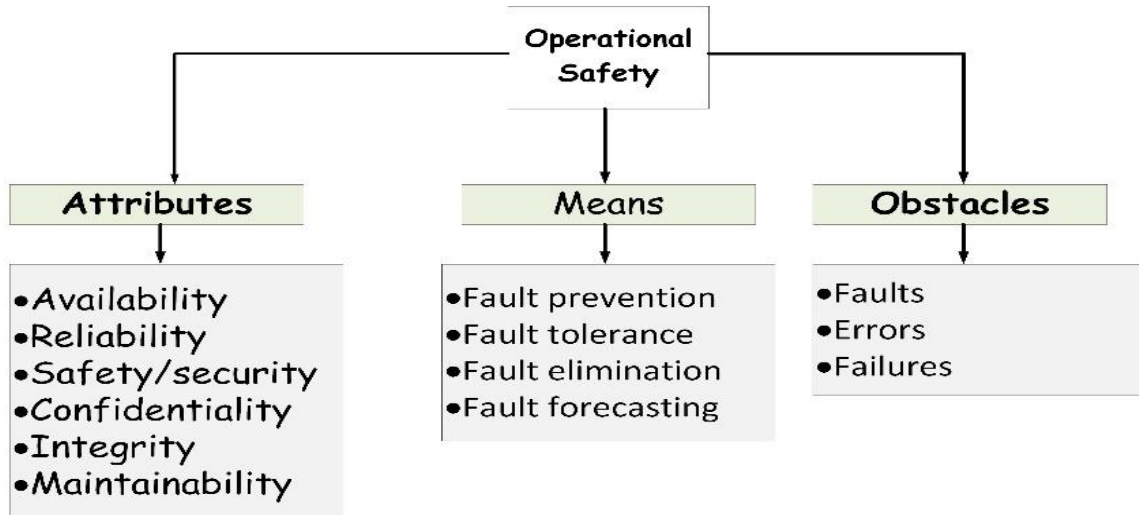 Operational
Safety
Attributes
Means
Obstacles
•Availability
•Reliability
•Safety/security
•Confidentiality
•Integrity
•Maintainability
•Fault prevention
•Fault tolerance
•Fault elimination
•Fault forecasting
•Faults
•Errors
•Failures